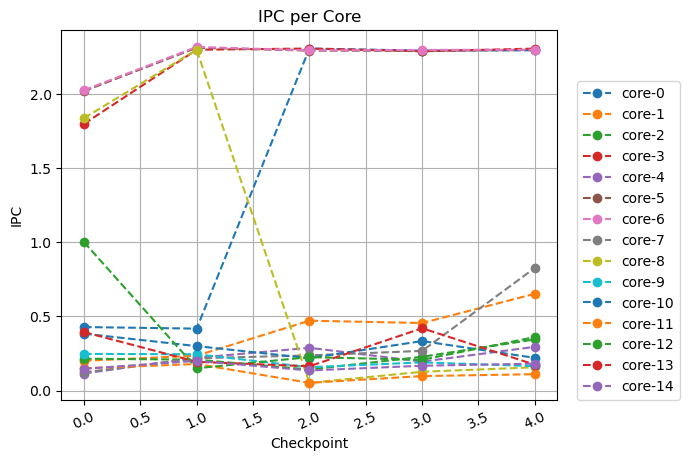 IPC per Core
IPC
2.0
1.5
1.0
0.5
0.0
0.0 0.5 1.0 1.5 2.0 2.5 3.0 3.5 4.0
Checkpoint
core-0
core-1
core-2
core-3
core-4
core-5
core-6
core-7
core-8
core-9
core-10
core-11
core-12
core-13
core-14